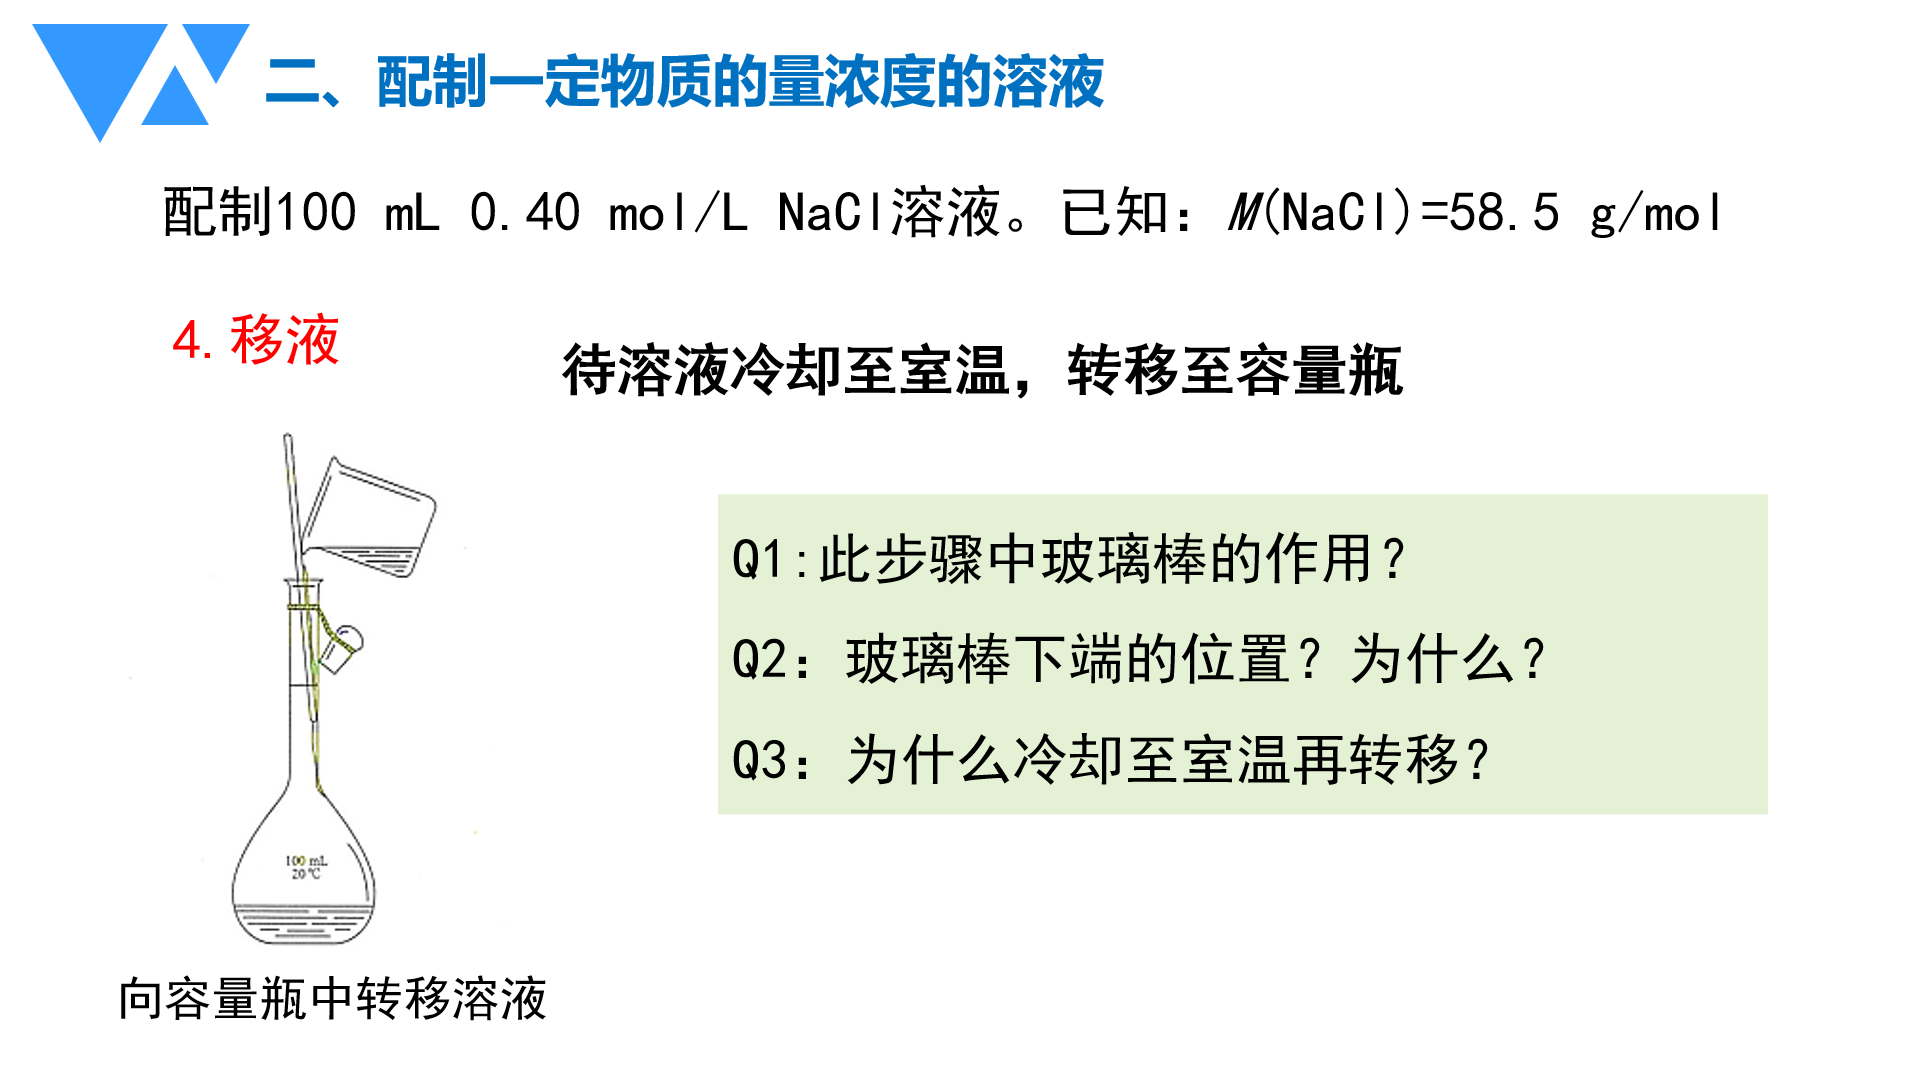 二、配制一定物质的量浓度的溶液
配制100 mL 0.40 mol/L NaCl溶液。已知：M(NaCl)=58.5 g/mol
4.移液
待溶液冷却至室温，转移至容量瓶
Q1:此步骤中玻璃棒的作用？
Q2：玻璃棒下端的位置？为什么？
Q3：为什么冷却至室温再转移？
100 mL
20 ℃
向容量瓶中转移溶液